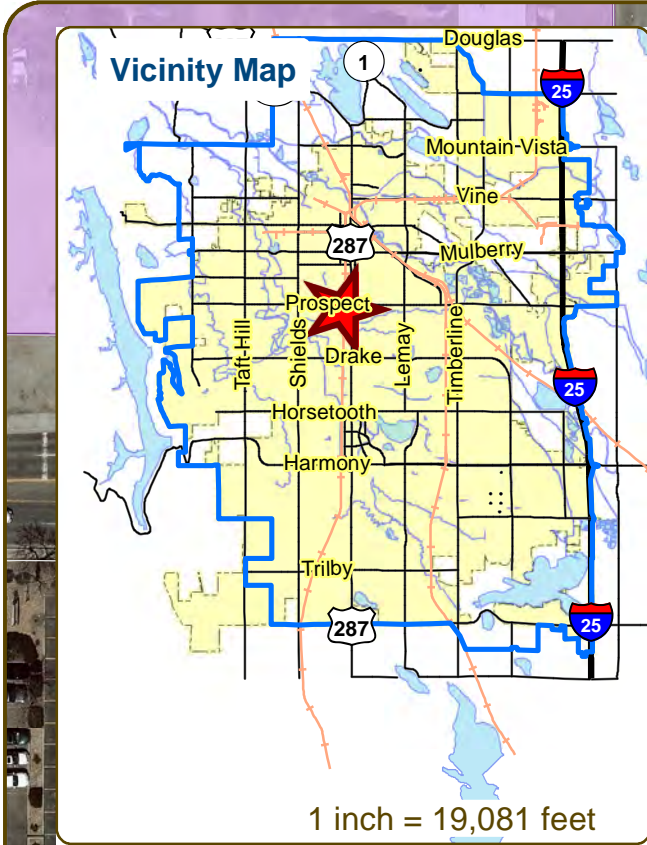 Vicinity Map
Douglas
1
25
Mountain-Vista
Vine
287
Mulberry
Prospect
Taft-Hill
Shields
Lemay
Timberline
Drake
25
Horsetooth
Harmony
Trilby
287
25
1 inch = 19,081 feet